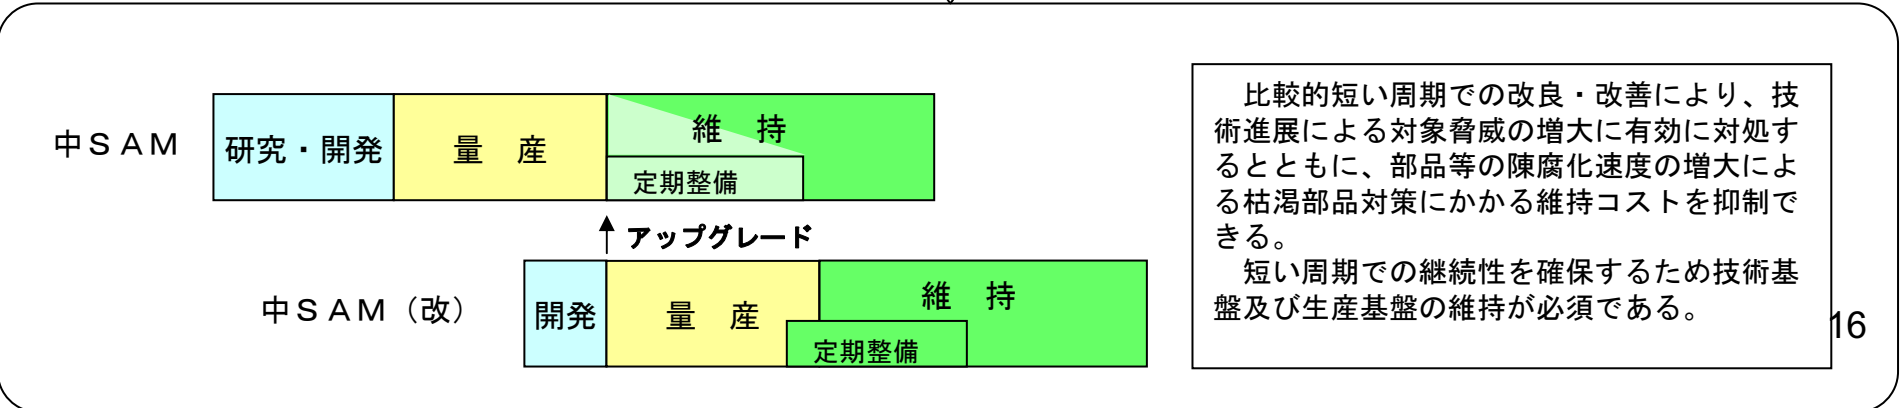 中ＳＡＭ
研究・開発
量　産
維　持
定期整備
アップグレード
中ＳＡＭ（改）
開発
量　産
維　持
定期整備
　比較的短い周期での改良・改善により、技
術進展による対象脅威の増大に有効に対処す
るとともに、部品等の陳腐化速度の増大によ
る枯渇部品対策にかかる維持コストを抑制で
きる。
　短い周期での継続性を確保するため技術基
盤及び生産基盤の維持が必須である。
16